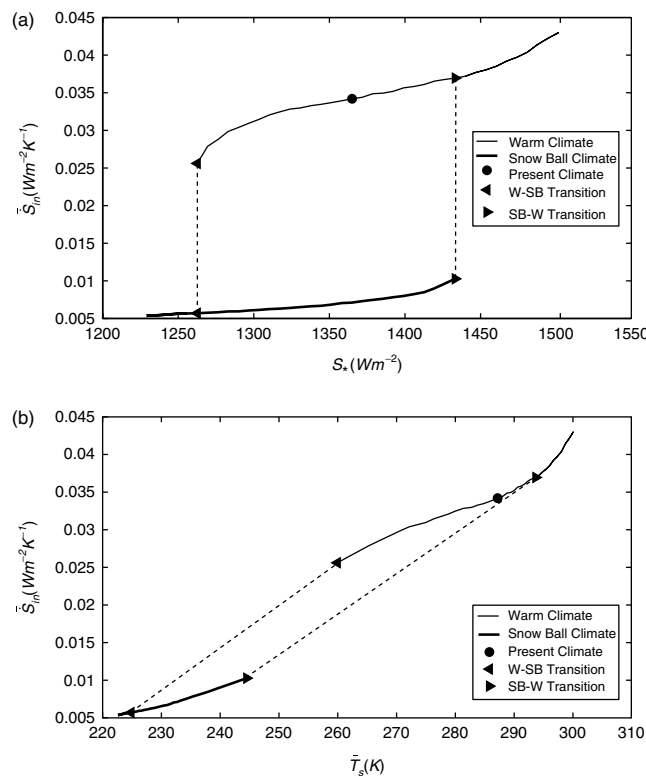 (a)
0.045
0.04
0.035
0.03
0.025
0.02
0.015
0.01
0.005
S̄in(Wm−2K−1)
Warm Climate
Snow Ball Climate
Present Climate
W-SB Transition
SB-W Transition
1200 1250 1300 1350 1400 1450 1500 1550
S*(Wm−2)
(b)
0.045
0.04
0.035
0.03
0.025
0.02
0.015
0.01
0.005
S̄in(Wm−2K−1)
Warm Climate
Snow Ball Climate
Present Climate
W-SB Transition
SB-W Transition
220 230 240 250 260 270 280 290 300 310
T̄s(K)